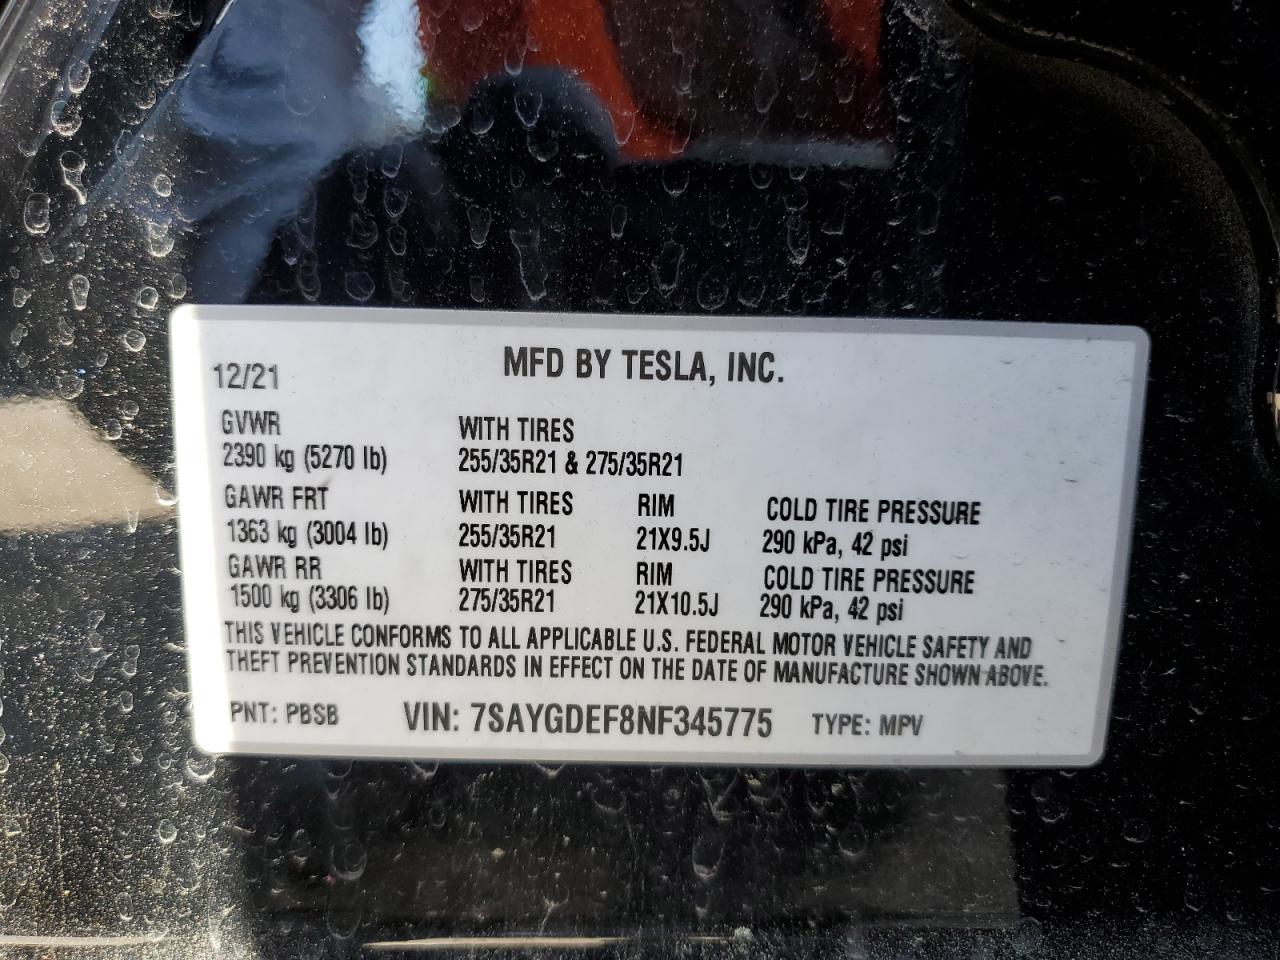 MFD BY TESLA, INC.
12/21
GVWR WITH TIRES
2390 kg (5270 lb) 255/35R21 & 275/35R21
GAWR FRT WITH TIRES RIM COLD TIRE PRESSURE
1363 kg (3004 lb) 255/35R21 21X9.5J 290 kPa, 42 psi
GAWR RR WITH TIRES RIM COLD TIRE PRESSURE
1500 kg (3306 lb) 275/35R21 21X10.5J 290 kPa, 42 psi
THIS VEHICLE CONFORMS TO ALL APPLICABLE U.S. FEDERAL MOTOR VEHICLE SAFETY AND
THEFT PREVENTION STANDARDS IN EFFECT ON THE DATE OF MANUFACTURE SHOWN ABOVE.
PNT: PBSB VIN: 7SAYGDEF8NF345775 TYPE: MPV